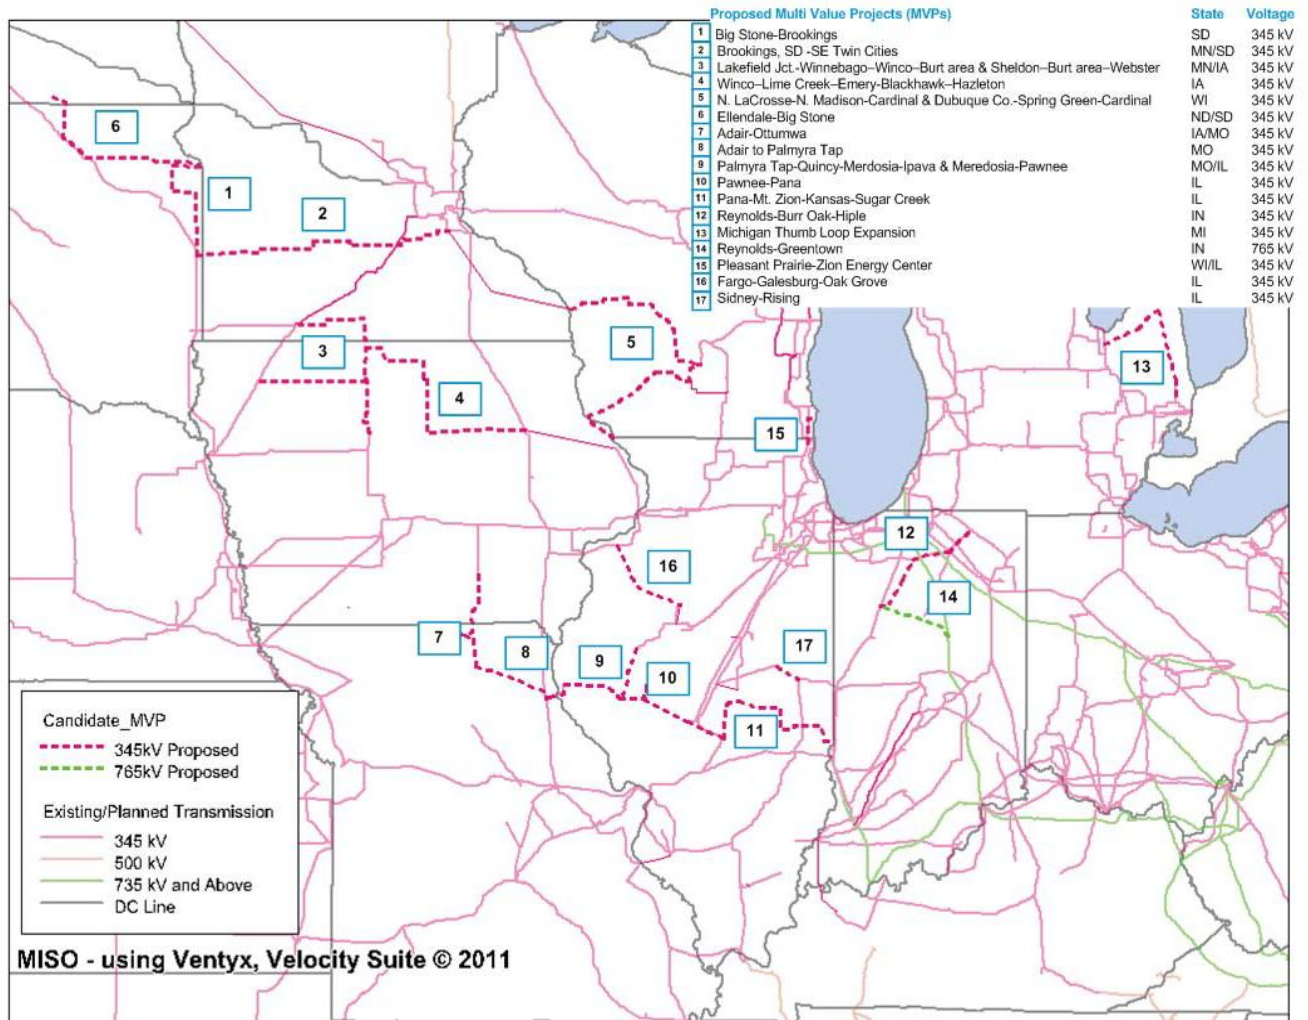 Proposed Multi Value Projects (MVPs) State Voltage
1 Big Stone-Brookings SD 345 kV
2 Brookings, SD -SE Twin Cities MN/SD 345 kV
3 Lakefield Jct.-Winnebago–Winco–Burt area & Sheldon–Burt area–Webster MN/IA 345 kV
4 Winco–Lime Creek–Emery-Blackhawk–Hazleton IA 345 kV
5 N. LaCrosse-N. Madison-Cardinal & Dubuque Co.-Spring Green-Cardinal WI 345 kV
6 Ellendale-Big Stone ND/SD 345 kV
7 Adair-Ottumwa IA/MO 345 kV
8 Adair to Palmyra Tap MO 345 kV
9 Palmyra Tap-Quincy-Merdosia-Ipava & Meredosia-Pawnee MO/IL 345 kV
10 Pawnee-Pana IL 345 kV
11 Pana-Mt. Zion-Kansas-Sugar Creek IL 345 kV
12 Reynolds-Burr Oak-Hiple IN 345 kV
13 Michigan Thumb Loop Expansion MI 345 kV
14 Reynolds-Greentown IN 765 kV
15 Pleasant Prairie-Zion Energy Center WI/IL 345 kV
16 Fargo-Galesburg-Oak Grove IL 345 kV
17 Sidney-Rising IL 345 kV
6
1
2
3
5
13
4
15
12
16
14
7
8
9
17
10
11
Candidate_MVP
345kV Proposed
765kV Proposed
Existing/Planned Transmission
345 kV
500 kV
735 kV and Above
DC Line
MISO - using Ventyx, Velocity Suite © 2011